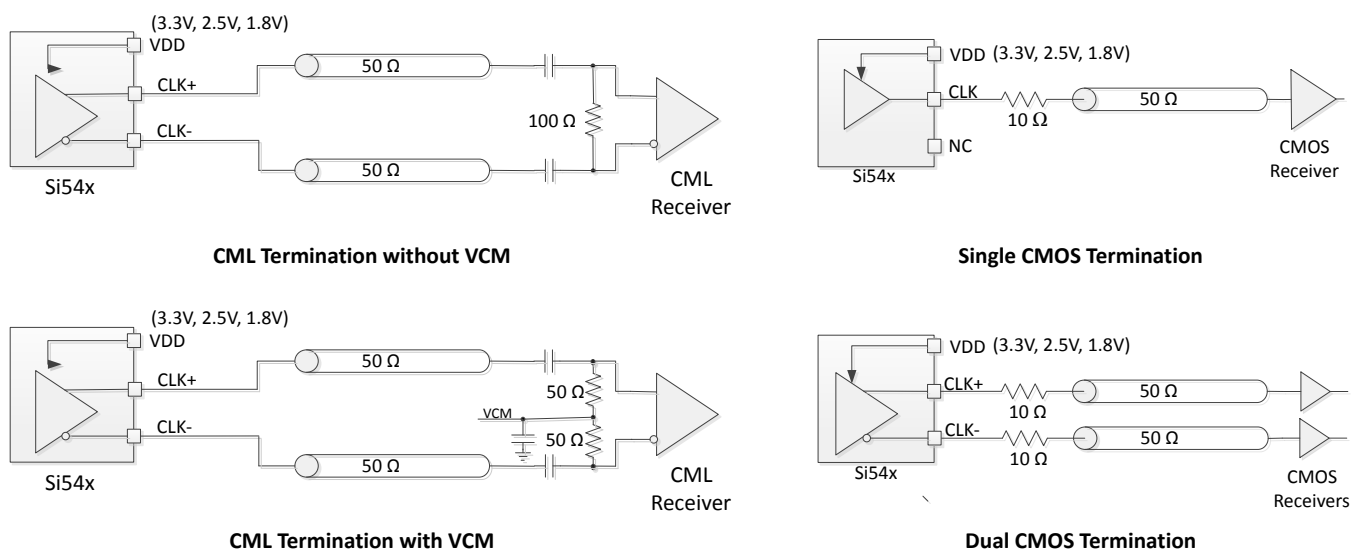 (3.3V, 2.5V, 1.8V)
VDD
CLK+
50 Ω
100 Ω
CLK-
50 Ω
Si54x
CML
Receiver
CML Termination without VCM
VDD (3.3V, 2.5V, 1.8V)
CLK
10 Ω
50 Ω
NC
Si54x
CMOS
Receiver
Single CMOS Termination
(3.3V, 2.5V, 1.8V)
VDD
CLK+
50 Ω
50 Ω
VCM
50 Ω
CLK-
50 Ω
Si54x
CML
Receiver
CML Termination with VCM
VDD (3.3V, 2.5V, 1.8V)
CLK+
10 Ω
50 Ω
CLK-
10 Ω
50 Ω
Si54x
CMOS
Receivers
Dual CMOS Termination